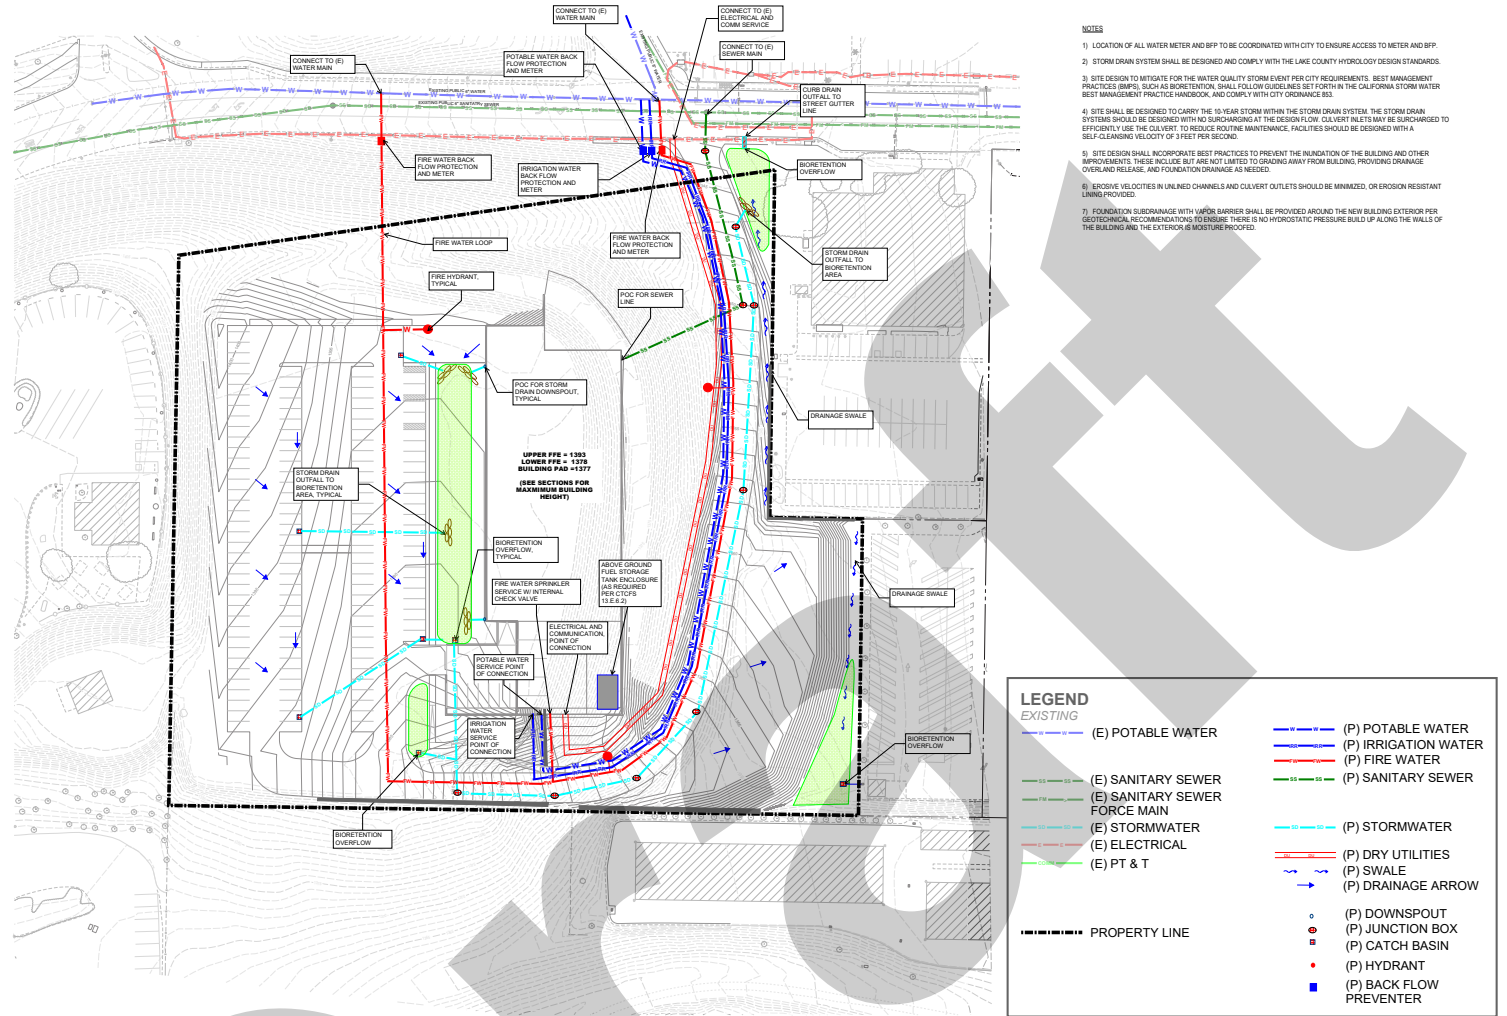 CONNECT TO (E)
WATER MAIN
CONNECT TO (E)
ELECTRICAL AND
COMM SERVICE
CONNECT TO (E)
SEWER MAIN
CONNECT TO (E)
WATER MAIN
POTABLE WATER BACK
FLOW PROTECTION
AND METER
CURB DRAIN
OUTFALL TO
STREET GUTTER
LINE
EXISTING PUBLIC 8" WATER
EXISTING PUBLIC 8" SANITARY SEWER
FIRE WATER BACK
FLOW PROTECTION
AND METER
IRRIGATION WATER
BACK FLOW
PROTECTION AND
METER
BIORETENTION
OVERFLOW
FIRE WATER LOOP
FIRE WATER BACK
FLOW PROTECTION
AND METER
STORM DRAIN
OUTFALL TO
BIORETENTION
AREA
FIRE HYDRANT,
TYPICAL
POC FOR SEWER
LINE
POC FOR STORM
DRAIN DOWNSPOUT,
TYPICAL
DRAINAGE SWALE
UPPER FFE = 1393
LOWER FFE = 1378
BUILDING PAD =1377
(SEE SECTIONS FOR
MAXMIMUM BUILDING
HEIGHT)
STORM DRAIN
OUTFALL TO
BIORETENTION
AREA, TYPICAL
BIORETENTION
OVERFLOW,
TYPICAL
ABOVE GROUND
FUEL STORAGE
TANK ENCLOSURE
(AS REQUIRED
PER CTCFS
13.E.6.2)
FIRE WATER SPRINKLER
SERVICE W/ INTERNAL
CHECK VALVE
DRAINAGE SWALE
ELECTRICAL AND
COMMUNICATION,
POINT OF
CONNECTION
POTABLE WATER
SERVICE POINT
OF CONNECTION
IRRIGATION
WATER
SERVICE
POINT OF
CONNECTION
BIORETENTION
OVERFLOW
BIORETENTION
OVERFLOW
NOTES
1) LOCATION OF ALL WATER METER AND BFP TO BE COORDINATED WITH CITY TO ENSURE ACCESS TO METER AND BFP.
2) STORM DRAIN SYSTEM SHALL BE DESIGNED AND COMPLY WITH THE LAKE COUNTY HYDROLOGY DESIGN STANDARDS.
3) SITE DESIGN TO MITIGATE FOR THE WATER QUALITY STORM EVENT PER CITY REQUIREMENTS. BEST MANAGEMENT
PRACTICES (BMPS), SUCH AS BIORETENTION, SHALL FOLLOW GUIDELINES SET FORTH IN THE CALIFORNIA STORM WATER
BEST MANAGEMENT PRACTICE HANDBOOK, AND COMPLY WITH CITY ORDINANCE 853.
4) SITE SHALL BE DESIGNED TO CARRY THE 10-YEAR STORM WITHIN THE STORM DRAIN SYSTEM. THE STORM DRAIN
SYSTEMS SHOULD BE DESIGNED WITH NO SURCHARGING AT THE DESIGN FLOW. CULVERT INLETS MAY BE SURCHARGED TO
EFFICIENTLY USE THE CULVERT. TO REDUCE ROUTINE MAINTENANCE, FACILITIES SHOULD BE DESIGNED WITH A
SELF-CLEANSING VELOCITY OF 3 FEET PER SECOND.
5) SITE DESIGN SHALL INCORPORATE BEST PRACTICES TO PREVENT THE INUNDATION OF THE BUILDING AND OTHER
IMPROVEMENTS. THESE INCLUDE BUT ARE NOT LIMITED TO GRADING AWAY FROM BUILDING, PROVIDING DRAINAGE
OVERLAND RELEASE, AND FOUNDATION DRAINAGE AS NEEDED.
6) EROSIVE VELOCITIES IN UNLINED CHANNELS AND CULVERT OUTLETS SHOULD BE MINIMIZED, OR EROSION RESISTANT
LINING PROVIDED.
7) FOUNDATION SUBDRAINAGE WITH VAPOR BARRIER SHALL BE PROVIDED AROUND THE NEW BUILDING EXTERIOR PER
GEOTECHNICAL RECOMMENDATIONS TO ENSURE THERE IS NO HYDROSTATIC PRESSURE BUILD UP ALONG THE WALLS OF
THE BUILDING AND THE EXTERIOR IS MOISTURE PROOFED.
LEGEND
EXISTING
(E) POTABLE WATER
(E) SANITARY SEWER
(E) SANITARY SEWER
FORCE MAIN
(E) STORMWATER
(E) ELECTRICAL
(E) PT & T
PROPERTY LINE
(P) POTABLE WATER
(P) IRRIGATION WATER
(P) FIRE WATER
(P) SANITARY SEWER
(P) STORMWATER
(P) DRY UTILITIES
(P) SWALE
(P) DRAINAGE ARROW
(P) DOWNSPOUT
(P) JUNCTION BOX
(P) CATCH BASIN
(P) HYDRANT
(P) BACK FLOW
PREVENTER